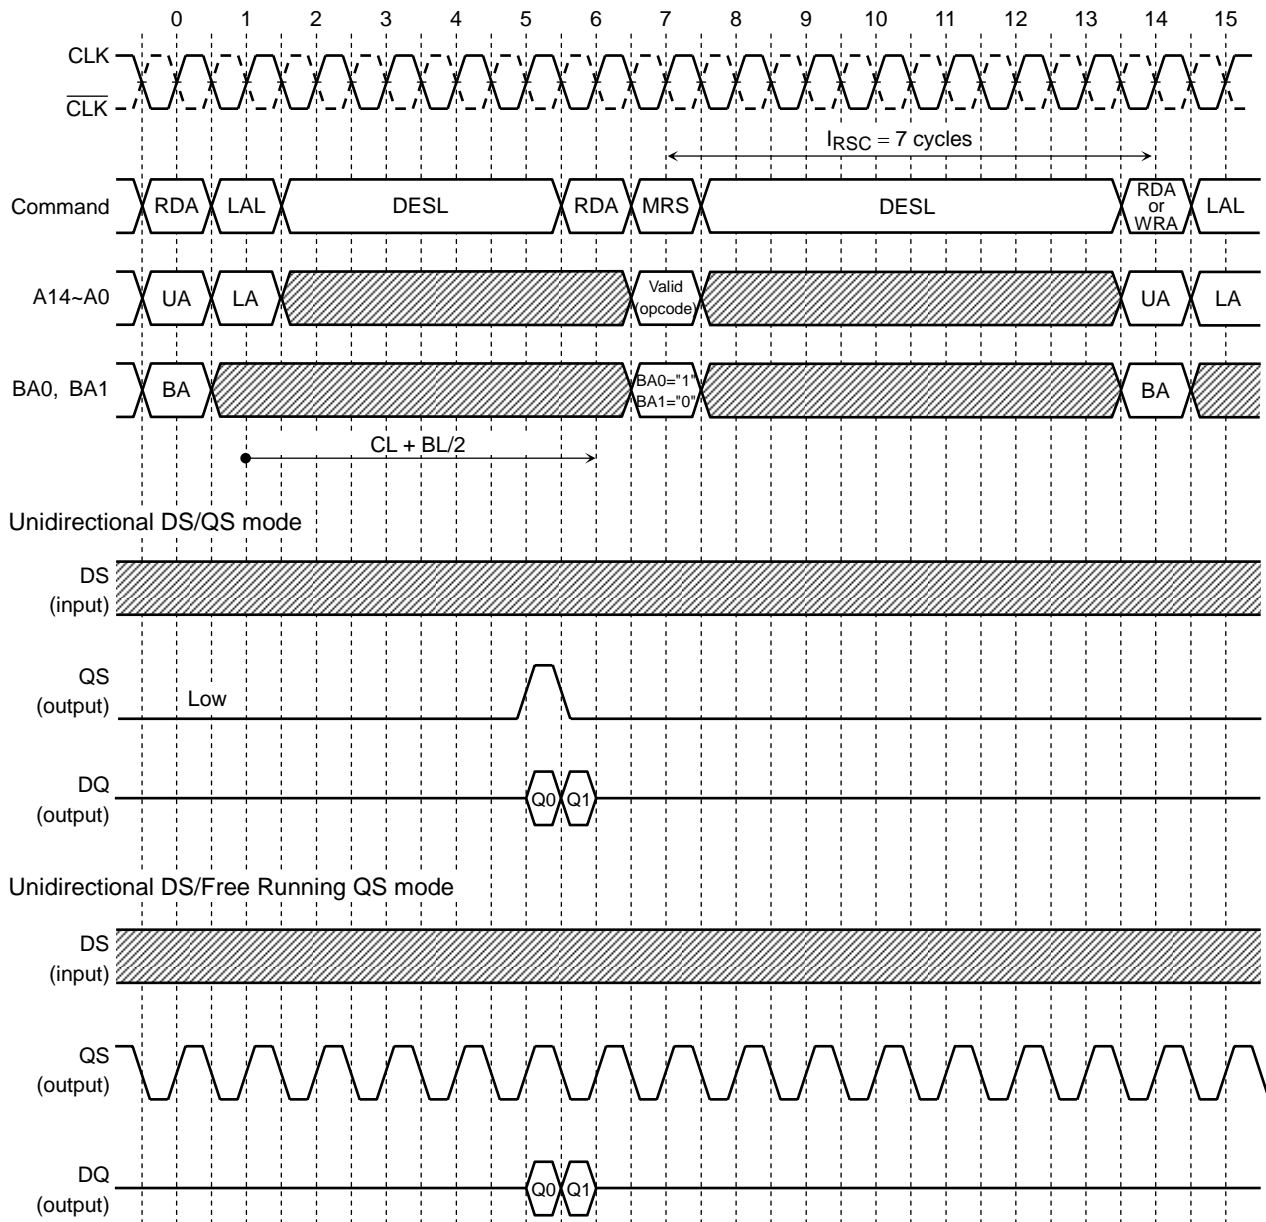 0 1 2 3 4 5 6 7 8 9 10 11 12 13 14 15
CLK
CLK
IRSC = 7 cycles
Command RDA LAL DESL RDA MRS DESL RDA or WRA LAL
A14~A0 UA LA Valid (opcode) UA LA
BA0, BA1 BA BA0="1" BA1="0" BA
CL + BL/2
Unidirectional DS/QS mode
DS
(input)
QS
(output)
Low
DQ
(output)
Q0 Q1
Unidirectional DS/Free Running QS mode
DS
(input)
QS
(output)
DQ
(output)
Q0 Q1